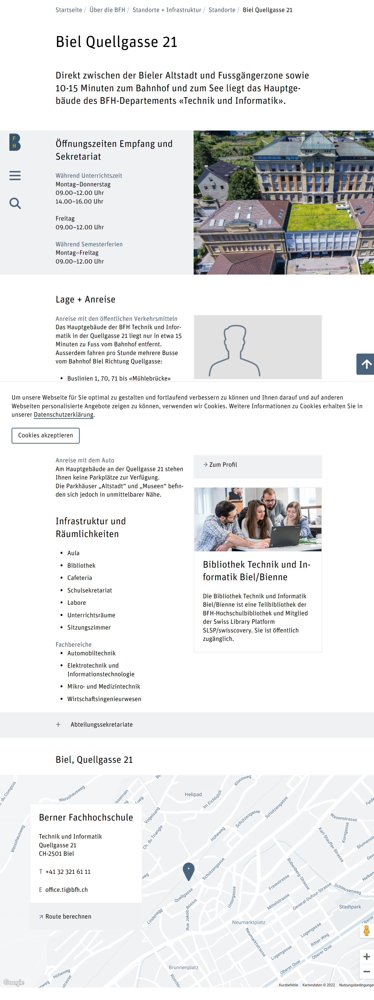 Startseite / Über die BFH / Standorte + Infrastruktur / Standorte / Biel Quellgasse 21
Biel Quellgasse 21
Direkt zwischen der Bieler Altstadt und Fussgängerzone sowie
10-15 Minuten zum Bahnhof und zum See liegt das Hauptge-
bäude des BFH-Departements «Technik und Informatik».
F
H
Öffnungszeiten Empfang und
Sekretariat
Während Unterrichtszeit
Montag–Donnerstag
09.00–12.00 Uhr
14.00–16.00 Uhr
Freitag
09.00–12.00 Uhr
Während Semesterferien
Montag–Freitag
09.00–12.00 Uhr
Lage + Anreise
Anreise mit den öffentlichen Verkehrsmitteln
Das Hauptgebäude der BFH Technik und Infor-
matik in der Quellgasse 21 liegt nur in etwa 15
Minuten zu Fuss vom Bahnhof entfernt.
Ausserdem fahren pro Stunde mehrere Busse
vom Bahnhof Biel Richtung Quellgasse:
• Buslinien 1, 70, 71 bis «Mühlebrücke»
Um unsere Webseite für Sie optimal zu gestalten und fortlaufend verbessern zu können und Ihnen darauf und auf anderen
Webseiten personalisierte Angebote zeigen zu können, verwenden wir Cookies. Weitere Informationen zu Cookies erhalten Sie in
unserer Datenschutzerklärung.
Cookies akzeptieren
Anreise mit dem Auto
Am Hauptgebäude an der Quellgasse 21 stehen
Ihnen keine Parkplätze zur Verfügung.
Die Parkhäuser „Altstadt“ und „Museen“ befin-
den sich jedoch in unmittelbarer Nähe.
→ Zum Profil
Infrastruktur und
Räumlichkeiten
• Aula
• Bibliothek
• Cafeteria
• Schulsekretariat
• Labore
• Unterrichtsräume
• Sitzungszimmer
Fachbereiche
• Automobiltechnik
• Elektrotechnik und
Informationstechnologie
• Mikro- und Medizintechnik
• Wirtschaftsingenieurwesen
Bibliothek Technik und In-
formatik Biel/Bienne
Die Bibliothek Technik und Informatik
Biel/Bienne ist eine Teilbibliothek der
BFH-Hochschulbibliothek und Mitglied
der Swiss Library Platform
SLSP/swisscovery. Sie ist öffentlich
zugänglich.
+ Abteilungssekretariate
Biel, Quellgasse 21
Berner Fachhochschule
Technik und Informatik
Quellgasse 21
CH-2501 Biel
T +41 32 321 61 11
E office.ti@bfh.ch
Route berechnen
du Compois
Weisshausweg
Weisshausweg
Lueg
Vogelsang
Ch. du Triangle
Helipad
Im Eichhölzli
Kloosweg
Schützengasse
Schützengasse
Höheweg
Schützengasse
Wasenstrasse
Korngasse
Karl-Stauffer-Strasse
Bubenberg-Strasse
Freiestrasse
Mittelstrasse
General-Dufour-Strasse
Schleusenweg
Stadtpark
Quellgasse
Untergasse
Rue Jakob-Rosius
Lindenegg
Neumarktplatz
Neumarktstrasse
Logengasse
Logengasse
Ritter-Weg
Oberer Quai
Oberer Quai
Brunnenplatz
Höheweg
Google
Kurzbefehle
Kartendaten © 2022
Nutzungsbedingungen